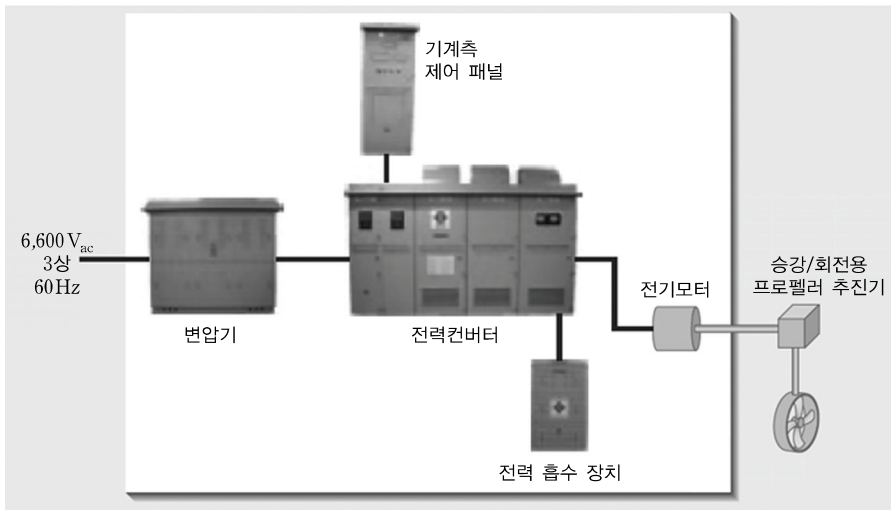 기계측
제어 패널
6,600 Vac
3상
60 Hz
변압기
전력컨버터
전기모터
승강/회전용
프로펠러 추진기
전력 흡수 장치